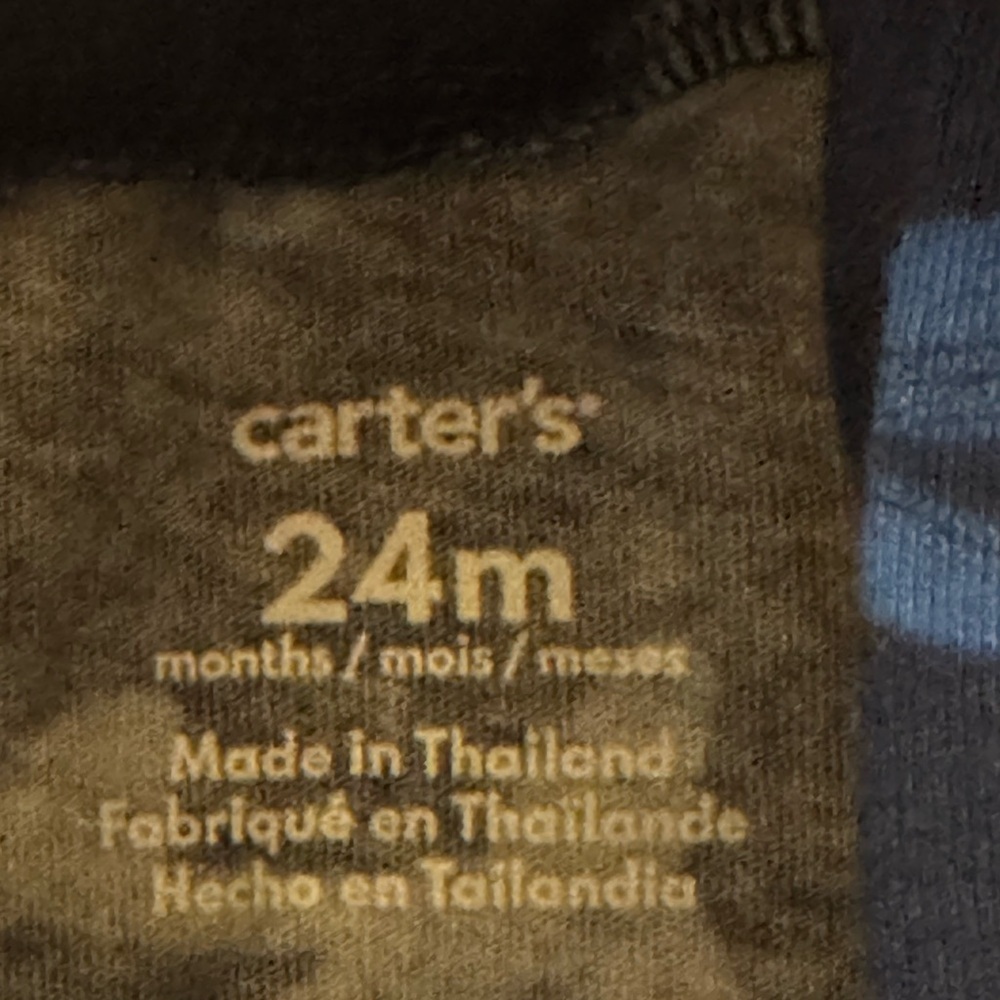 carter's
24m
months / mois / meses
Made in Thailand
Fabriqué en Thaïlande
Hecho en Tailandia